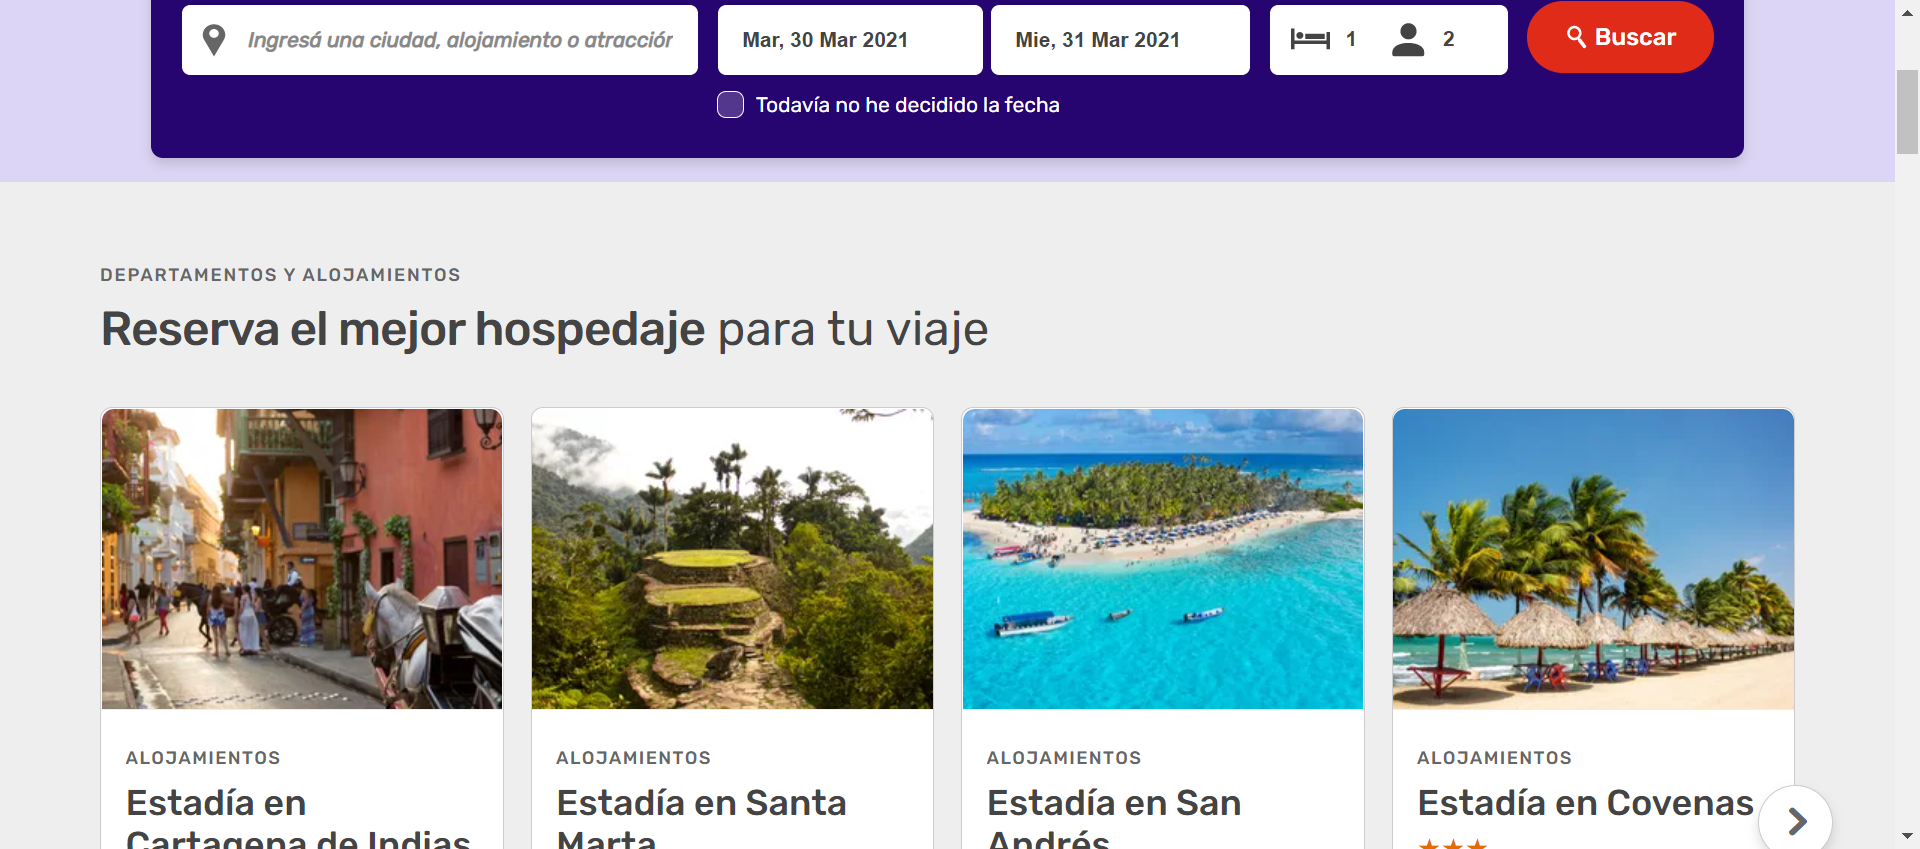 Ingresá una ciudad, alojamiento o atracción
Mar, 30 Mar 2021
Mie, 31 Mar 2021
1
2
Buscar
Todavía no he decidido la fecha
DEPARTAMENTOS Y ALOJAMIENTOS
Reserva el mejor hospedaje para tu viaje
ALOJAMIENTOS
Estadía en
Cartagena de Indias
ALOJAMIENTOS
Estadía en Santa
Marta
ALOJAMIENTOS
Estadía en San
Andrés
ALOJAMIENTOS
Estadía en Covenas